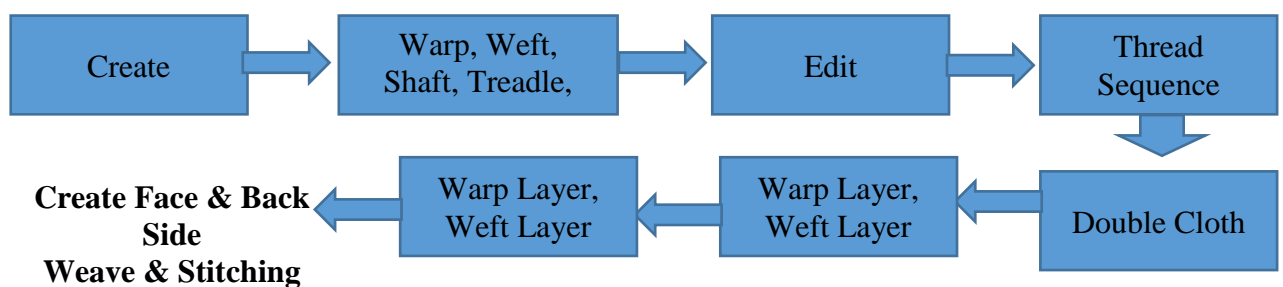 Create
Warp, Weft,
Shaft, Treadle,
Edit
Thread
Sequence
Double Cloth
Warp Layer,
Weft Layer
Warp Layer,
Weft Layer
Create Face & Back
Side
Weave & Stitching